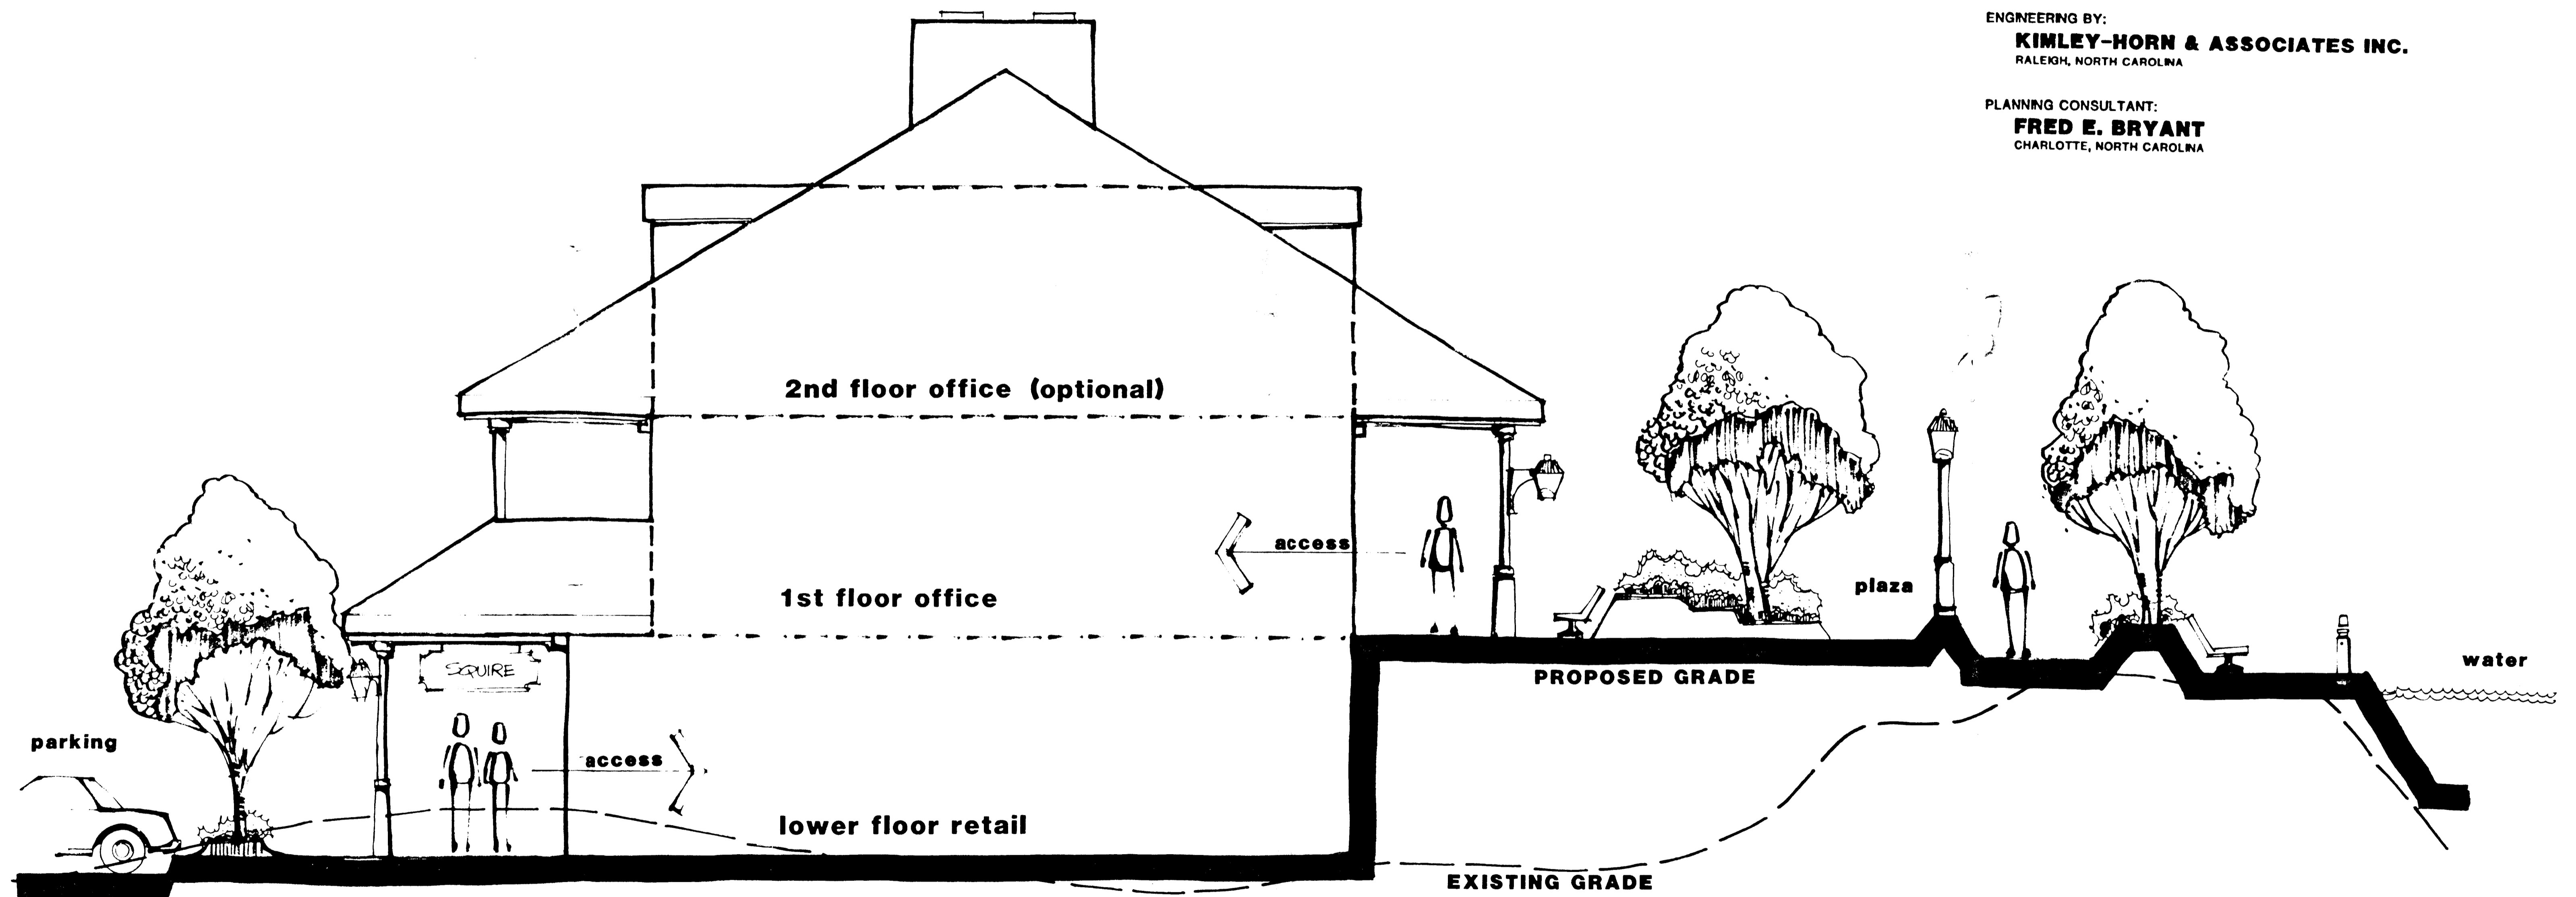 ENGINEERING BY:
KIMLEY-HORN & ASSOCIATES INC.
RALEIGH, NORTH CAROLINA
PLANNING CONSULTANT:
FRED E. BRYANT
CHARLOTTE, NORTH CAROLINA
2nd floor office (optional)
access
1st floor office
plaza
SQUIRE
PROPOSED GRADE
water
parking
access
lower floor retail
EXISTING GRADE